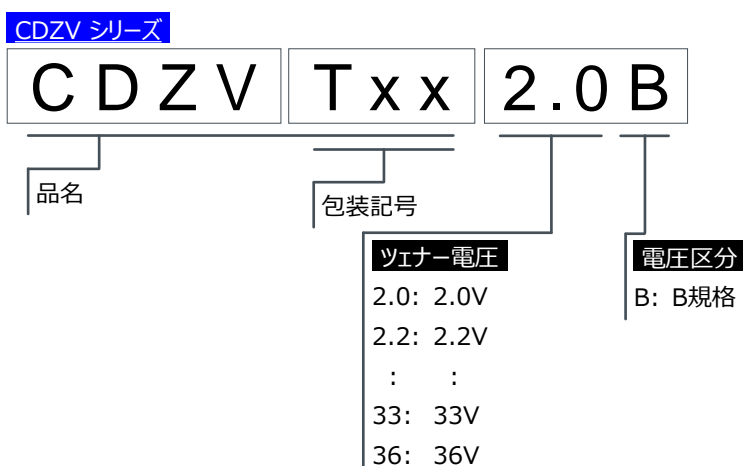 CDZV シリーズ
CDZV Txx 2.0B
品名
包装記号
ツェナー電圧 電圧区分
2.0: 2.0V B: B規格
2.2: 2.2V
: :
33: 33V
36: 36V